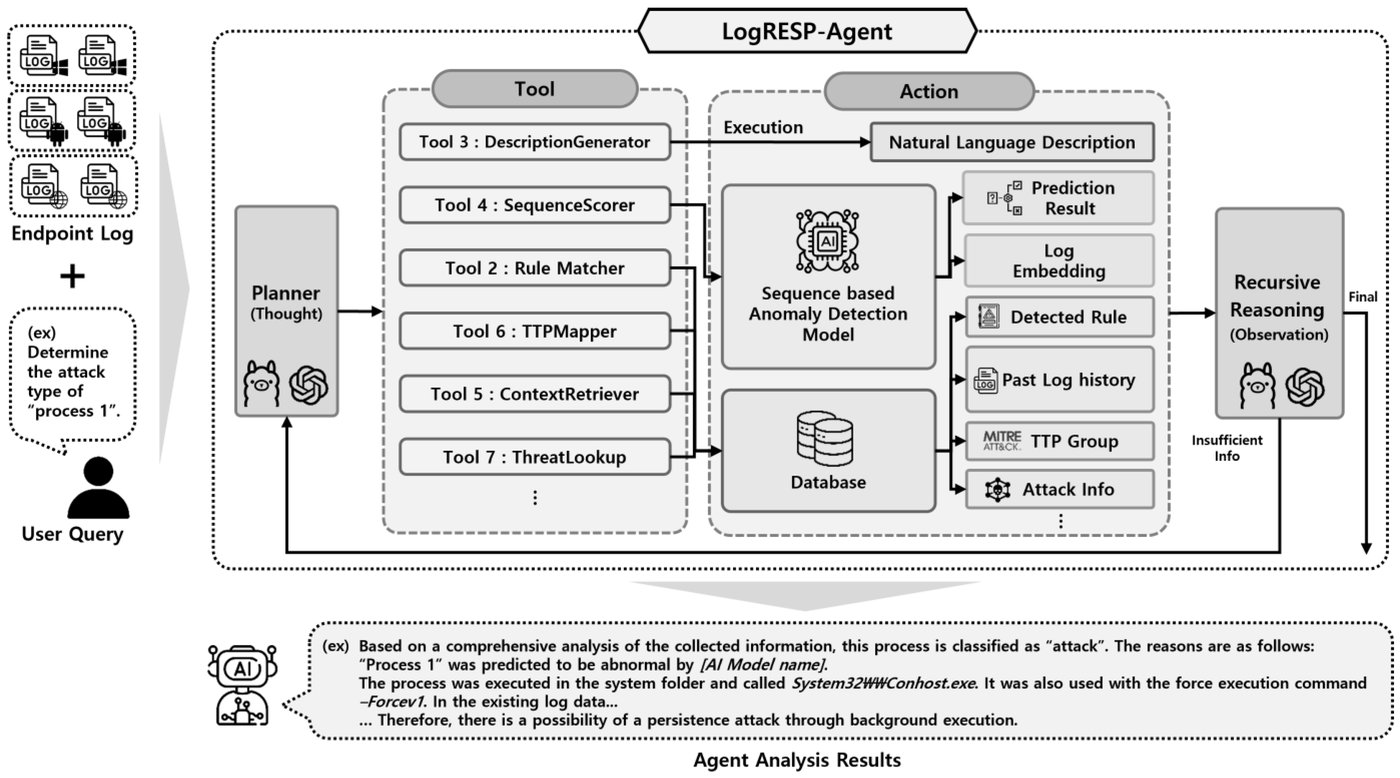 LogRESP-Agent
LOG LOG
LOG LOG
LOG LOG
Endpoint Log
+
(ex)
Determine
the attack
type of
“process 1”.
User Query
Planner
(Thought)
Tool
Tool 3 : DescriptionGenerator
Tool 4 : SequenceScorer
Tool 2 : Rule Matcher
Tool 6 : TTPMapper
Tool 5 : ContextRetriever
Tool 7 : ThreatLookup
⋮
Action
Execution
Natural Language Description
AI
Sequence based
Anomaly Detection
Model
Database
?
Prediction
Result
Log
Embedding
Detected Rule
LOG
Past Log history
MITRE
ATT&CK.
TTP Group
Attack Info
⋮
Recursive
Reasoning
(Observation)
Final
Insufficient
Info
AI
(ex) Based on a comprehensive analysis of the collected information, this process is classified as “attack”. The reasons are as follows:
“Process 1” was predicted to be abnormal by [AI Model name].
The process was executed in the system folder and called System32₩₩Conhost.exe. It was also used with the force execution command
–Forcev1. In the existing log data...
... Therefore, there is a possibility of a persistence attack through background execution.
Agent Analysis Results